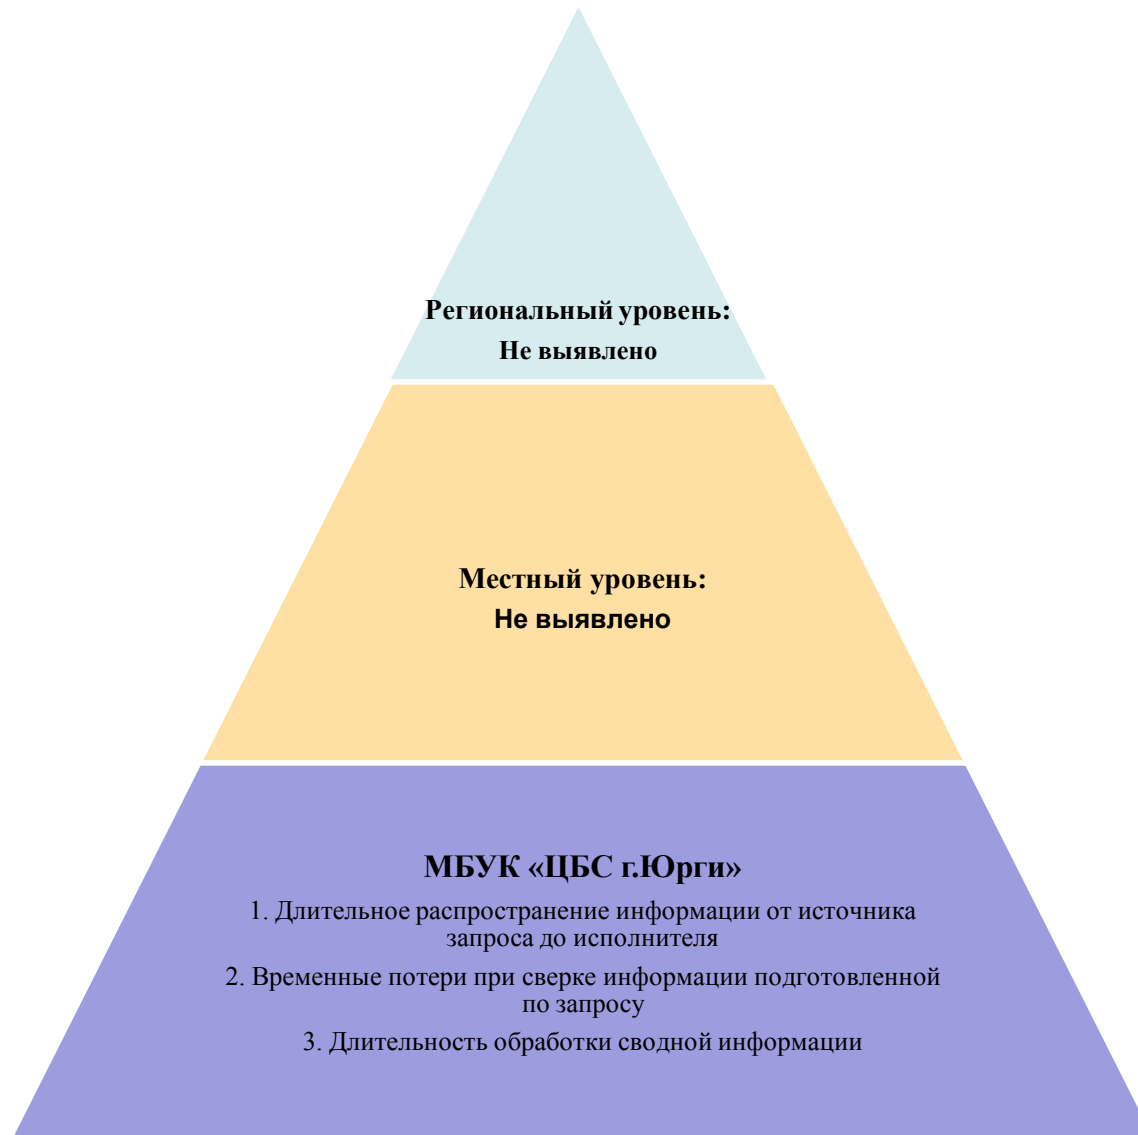 Региональный уровень:
Не выявлено
Местный уровень:
Не выявлено
МБУК «ЦБС г.Юрги»
1. Длительное распространение информации от источника
запроса до исполнителя
2. Временные потери при сверке информации подготовленной
по запросу
3. Длительность обработки сводной информации